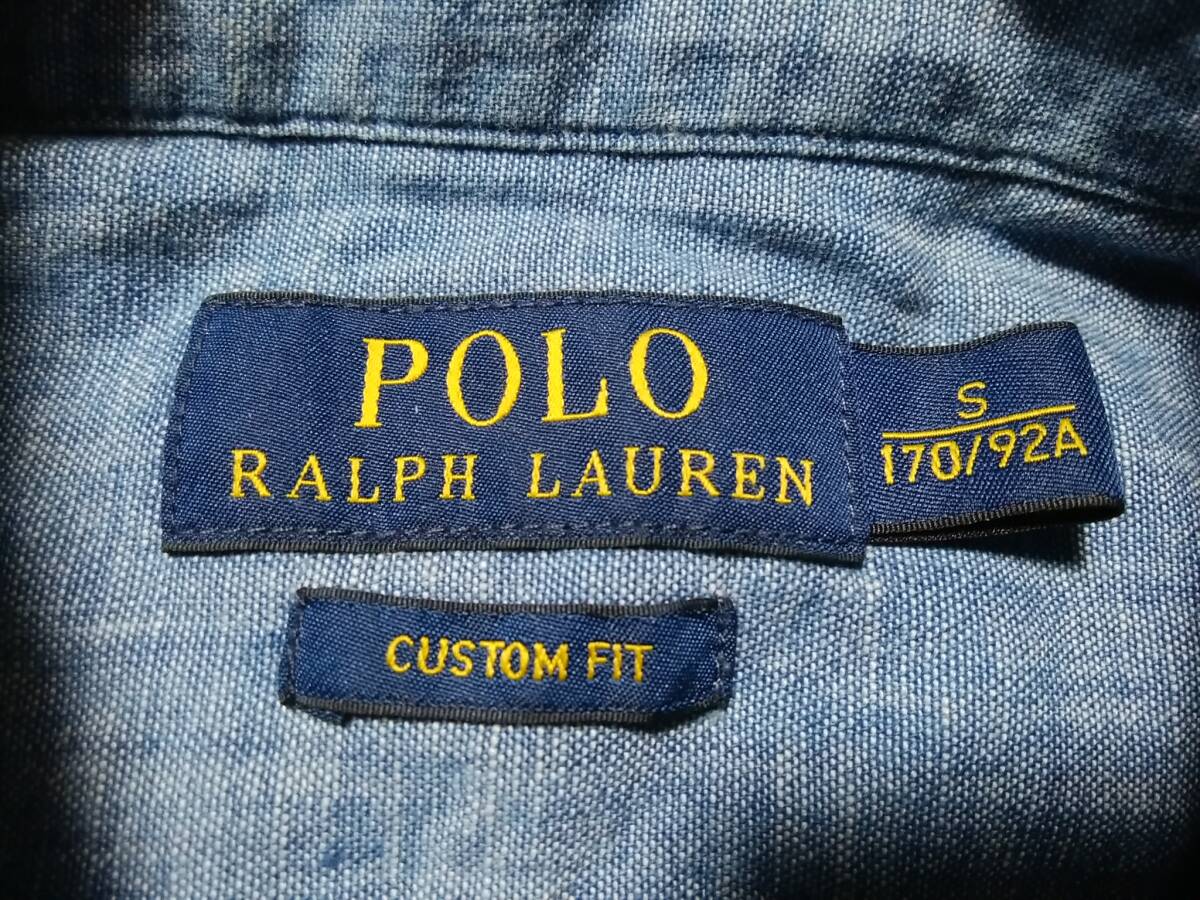 POLO
RALPH LAUREN
S
170/92A
CUSTOM FIT